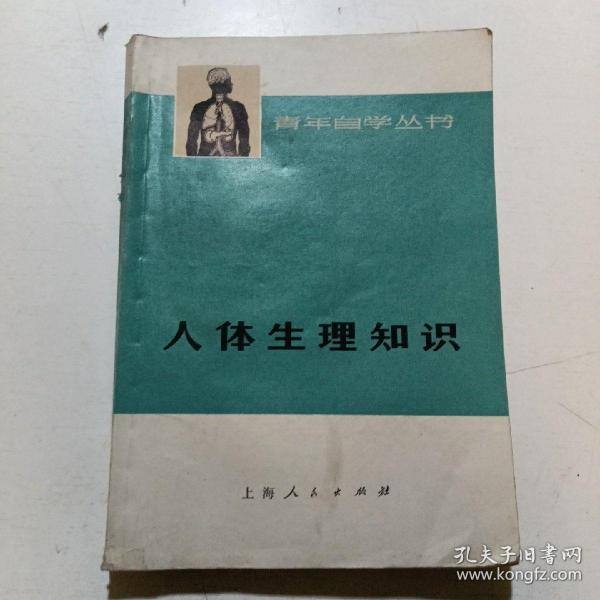 青年自学丛书
人体生理知识
上海人民出版社
孔夫子旧书网
www.kongfz.com